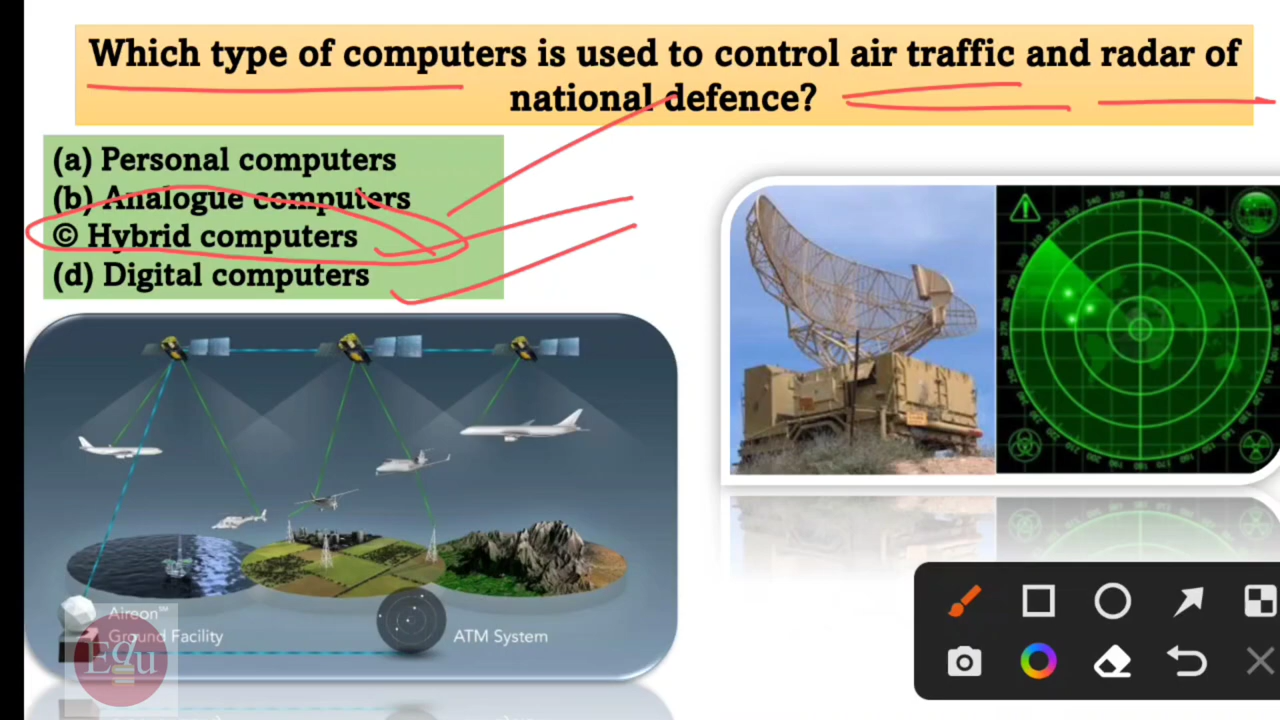 Which type of computers is used to control air traffic and radar of
national defence?
(a) Personal computers
(b) Analogue computers
© Hybrid computers
(d) Digital computers
Aireon℠
Ground Facility
ATM System
Edu